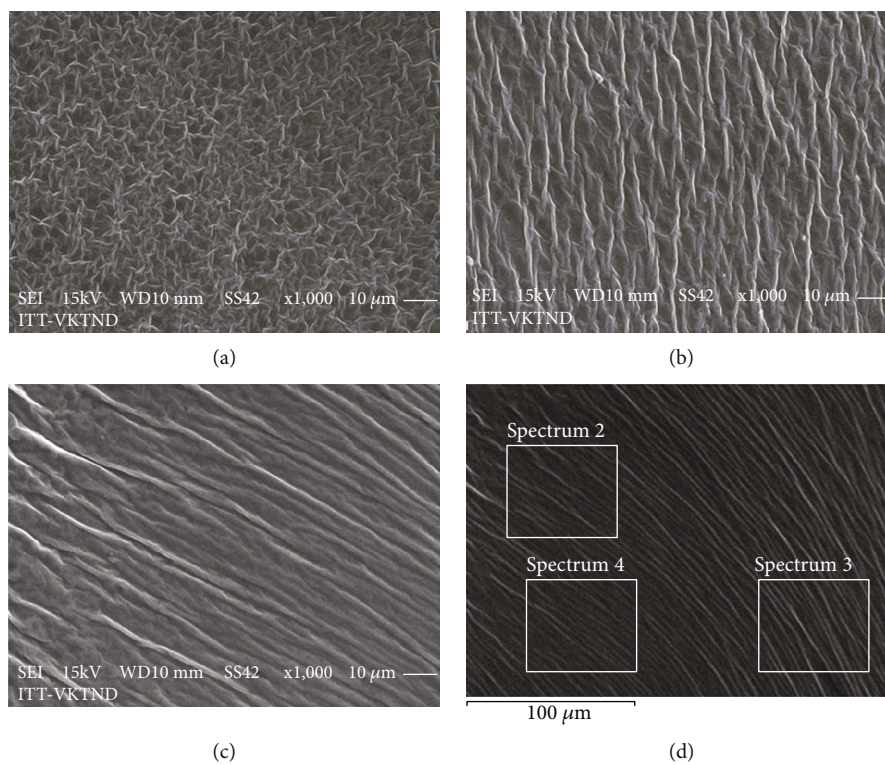 SEI 15kV WD10 mm SS42 x1,000 10 µm
ITT-VKTND
(a)
SEI 15kV WD10 mm SS42 x1,000 10 µm
ITT-VKTND
(b)
SEI 15kV WD10 mm SS42 x1,000 10 µm
ITT-VKTND
(c)
Spectrum 2
Spectrum 4
Spectrum 3
100 µm
(d)